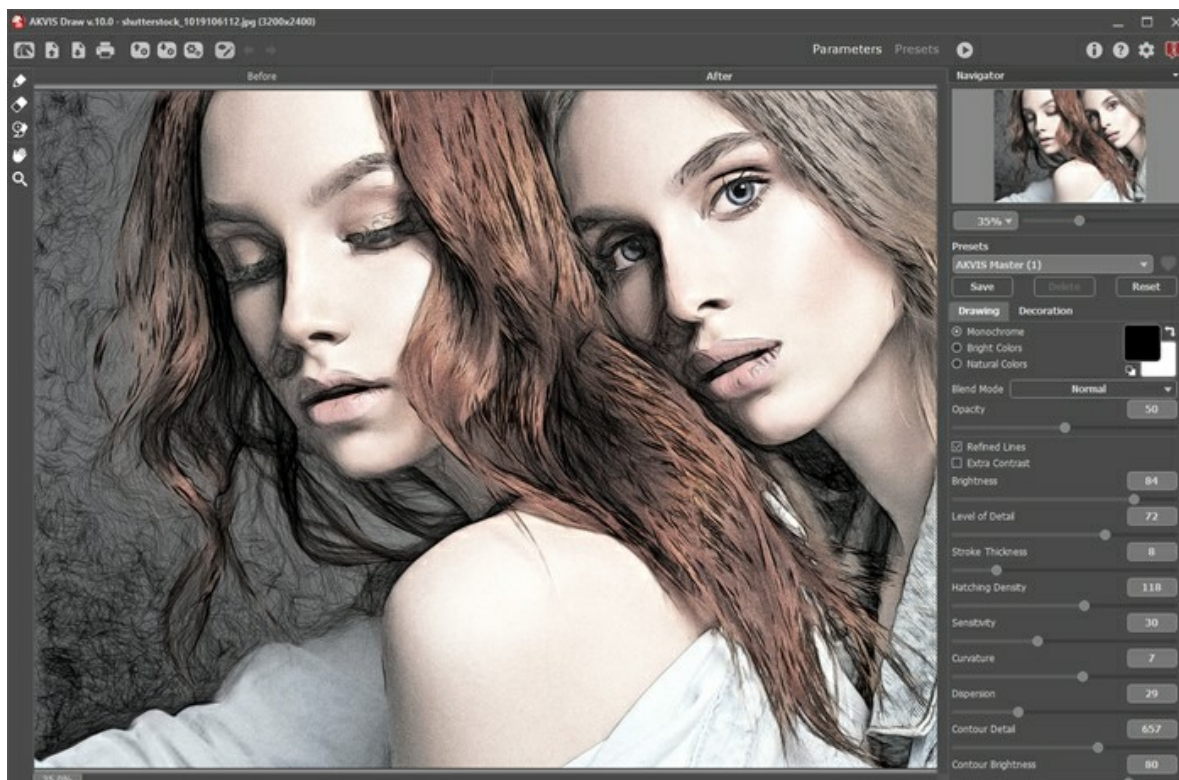 AKVIS Draw v.10.0 - shutterstock_1019106112.jpg (3200x2400)
Parameters Presets
Before After
Navigator
35%
Presets
AKVIS Master (1)
Save Delete Reset
Drawing Decoration
Monochrome
Bright Colors
Natural Colors
Blend Mode Normal
Opacity 50
Refined Lines
Extra Contrast
Brightness 84
Level of Detail 72
Stroke Thickness 8
Hatching Density 118
Sensitivity 30
Curvature 7
Dispersion 29
Contour Detail 657
Contour Brightness 80